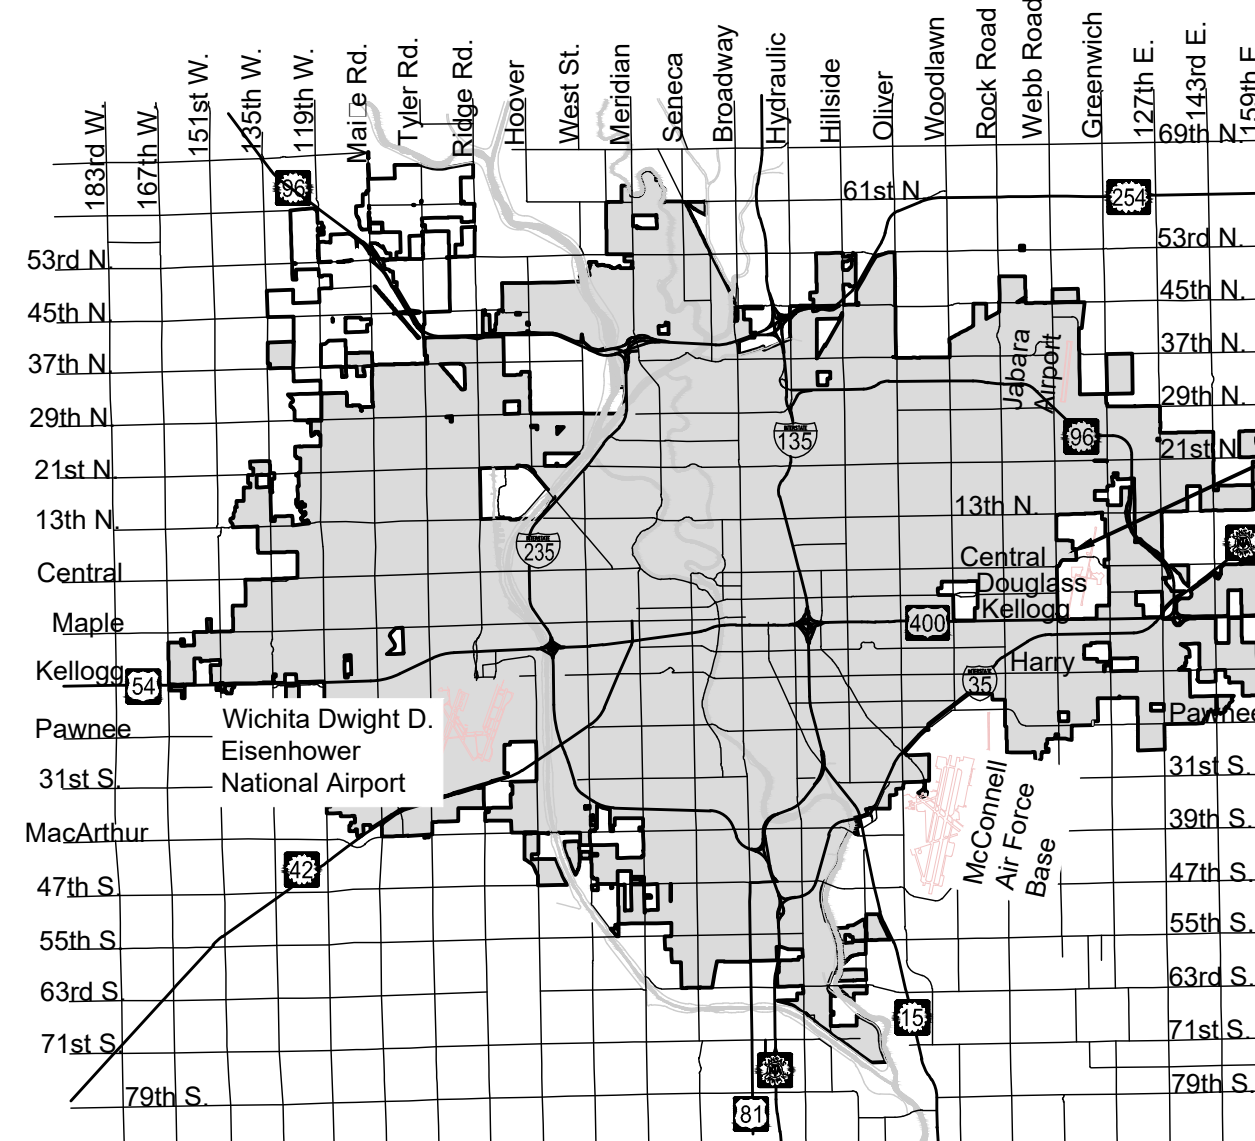 183rd W.
167th W.
151st W.
135th W.
119th W.
Tyler Rd.
Ridge Rd.
Hoover
West St.
Meridian
Seneca
Broadway
Hydraulic
Hillside
Oliver
Woodlawn
Rock Road
Webb Road
Greenwich
127th E.
143rd E.
159th E.
69th N.
96
61st N.
254
53rd N.
53rd N.
45th N.
45th N.
37th N.
37th N.
Jabara
Airport
29th N.
29th N.
INTERSTATE
135
96
21st N.
21st N.
13th N.
13th N.
INTERSTATE
235
Central
Central
Douglass
Kellogg
Maple
400
Kellogg
54
Harry
INTERSTATE
35
Pawnee
Pawnee
Wichita Dwight D.
Eisenhower
National Airport
31st S.
31st S.
McConnell
Air Force
Base
MacArthur
39th S.
42
47th S.
47th S.
55th S.
55th S.
63rd S.
63rd S.
15
71st S.
71st S.
79th S.
79th S.
81